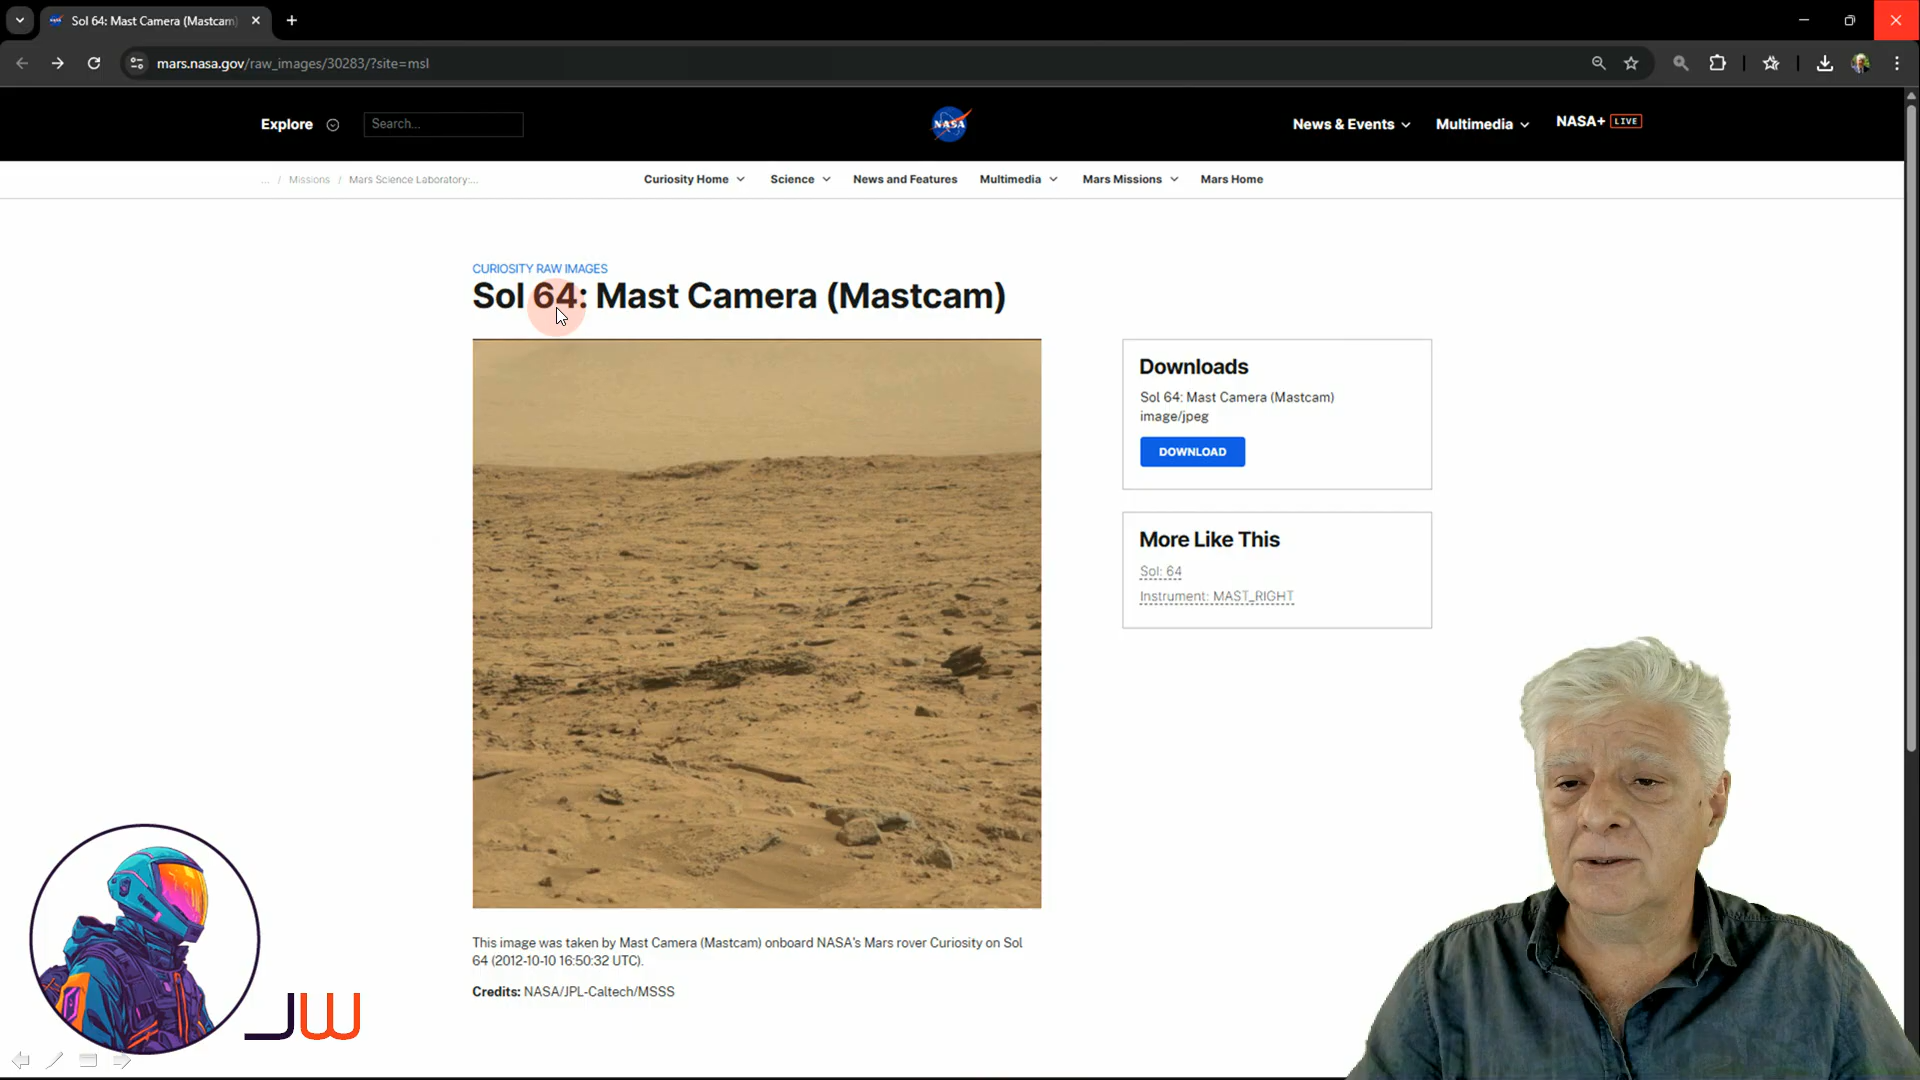 Sol 64: Mast Camera (Mastcam)
mars.nasa.gov/raw_images/30283/?site=msl
Explore
Search...
NASA
News & Events
Multimedia
NASA+ LIVE
... / Missions / Mars Science Laboratory:...
Curiosity Home
Science
News and Features
Multimedia
Mars Missions
Mars Home
CURIOSITY RAW IMAGES
Sol 64: Mast Camera (Mastcam)
Downloads
Sol 64: Mast Camera (Mastcam)
image/jpeg
DOWNLOAD
More Like This
Sol: 64
Instrument: MAST_RIGHT
This image was taken by Mast Camera (Mastcam) onboard NASA's Mars rover Curiosity on Sol
64 (2012-10-10 16:50:32 UTC).
Credits: NASA/JPL-Caltech/MSSS
JW